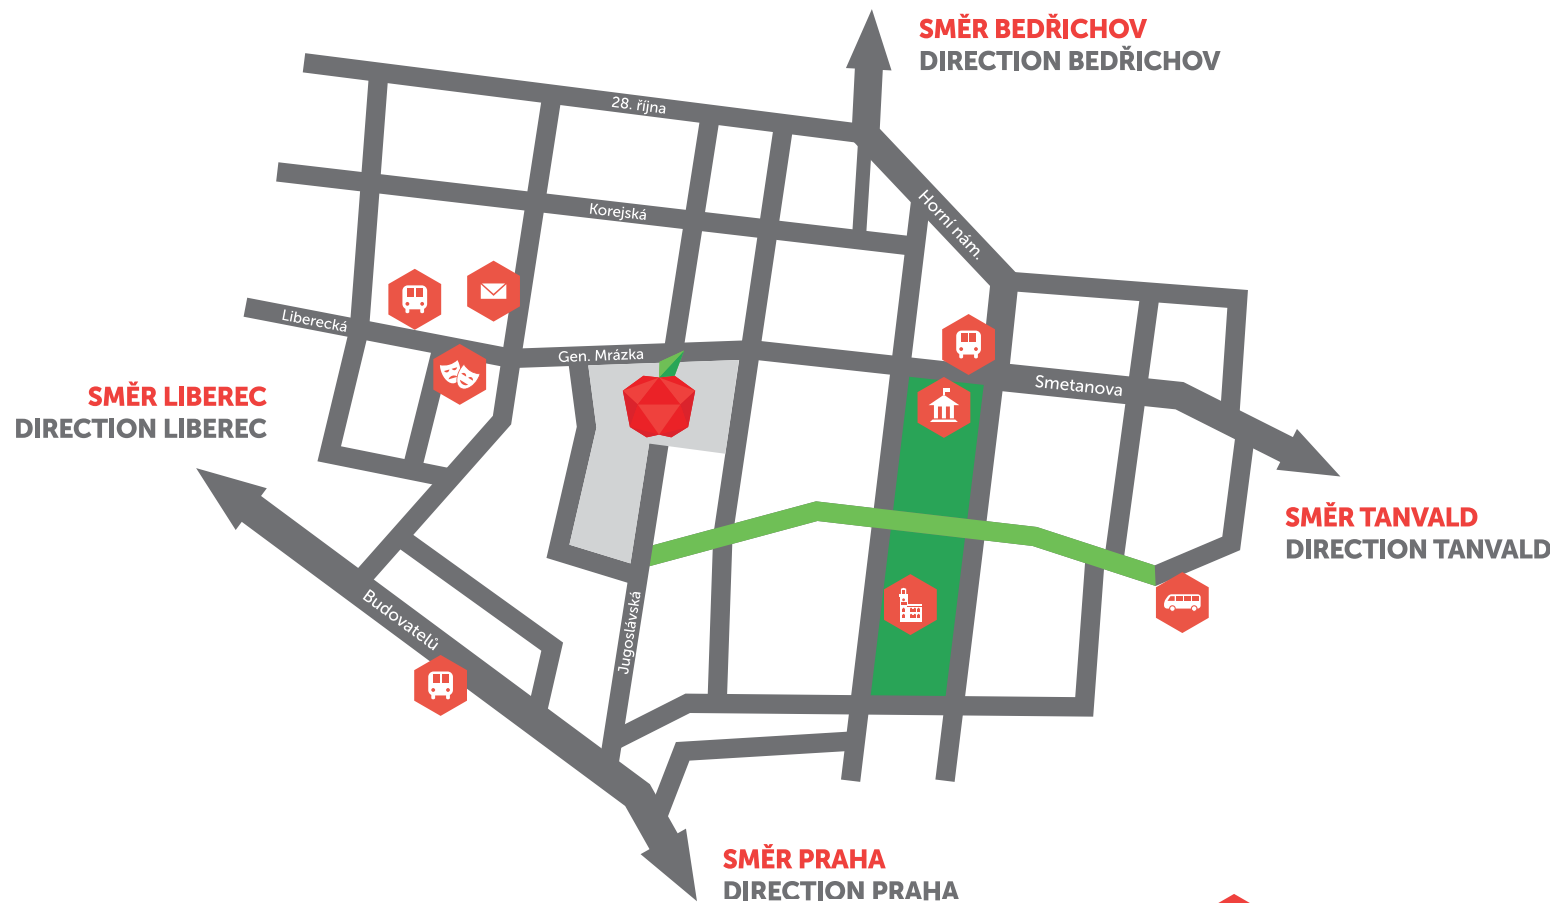 SMĚR BEDŘICHOV
DIRECTION BEDŘICHOV
28. října
Korejská
Horní nám.
Liberecká
Gen. Mrázka
Smetanova
SMĚR LIBEREC
DIRECTION LIBEREC
SMĚR TANVALD
DIRECTION TANVALD
Budovatelů
Jugoslávská
SMĚR PRAHA
DIRECTION PRAHA